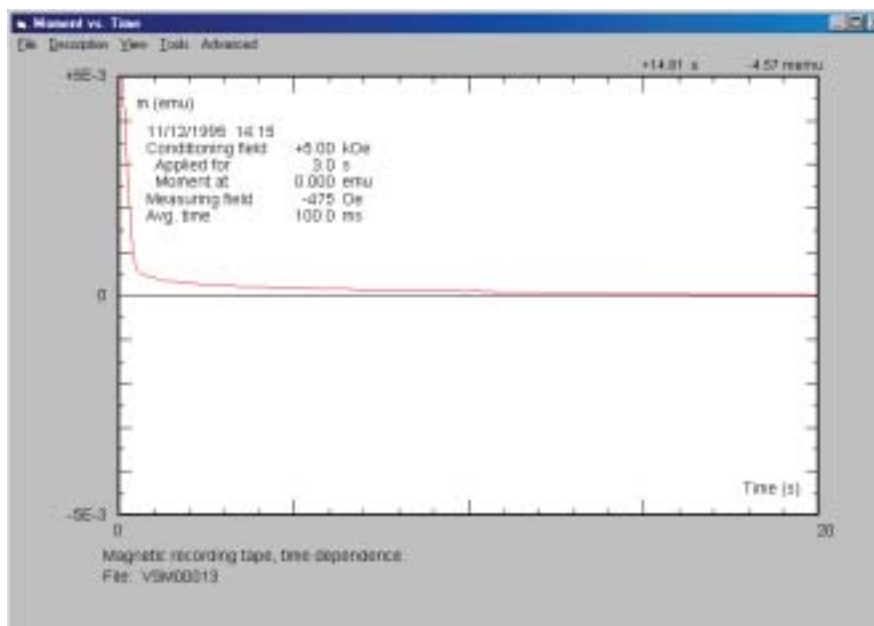 Moment vs. Time
File Description View Tools Advanced
+14.81 s -4.57 memu
+5E-3
m (emu)
11/12/1996 14:15
Conditioning field +5.00 kOe
Applied for 3.0 s
Moment at 0.000 emu
Measuring field -475 Oe
Avg. time 100.0 ms
0
Time (s)
-5E-3
0 20
Magnetic recording tape, time dependence
File: VSM00013